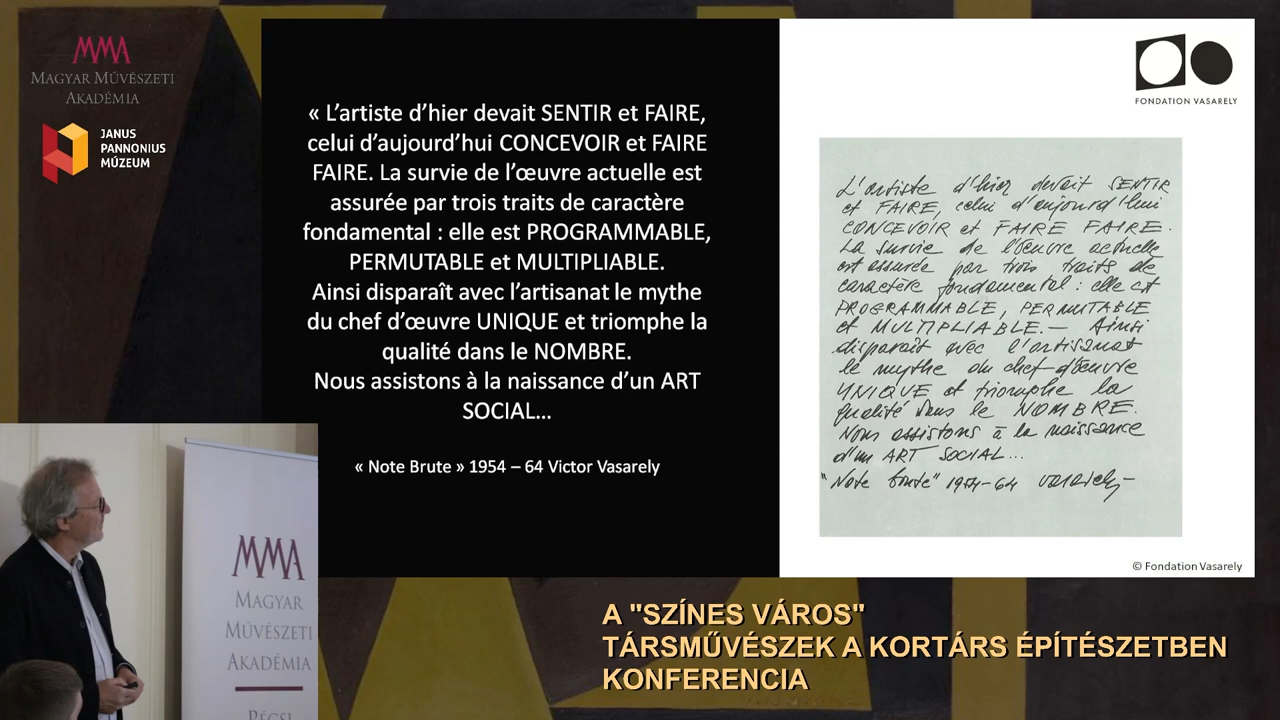 MMA
MAGYAR MŰVÉSZETI
AKADÉMIA
JANUS
PANNONIUS
MÚZEUM
« L'artiste d'hier devait SENTIR et FAIRE,
celui d'aujourd'hui CONCEVOIR et FAIRE
FAIRE. La survie de l'œuvre actuelle est
assurée par trois traits de caractère
fondamental : elle est PROGRAMMABLE,
PERMUTABLE et MULTIPLIABLE.
Ainsi disparaît avec l'artisanat le mythe
du chef d'œuvre UNIQUE et triomphe la
qualité dans le NOMBRE.
Nous assistons à la naissance d'un ART
SOCIAL...
« Note Brute » 1954 – 64 Victor Vasarely
FONDATION VASARELY
L'artiste d'hier devait SENTIR
et FAIRE, celui d'aujourd'hui
CONCEVOIR et FAIRE FAIRE.
La survie de l'œuvre actuelle
est assurée par trois traits de
caractère fondamental : elle est
PROGRAMMABLE, PERMUTABLE
et MULTIPLIABLE. — Ainsi
disparaît avec l'artisanat
le mythe du chef-d'œuvre
UNIQUE et triomphe la
qualité dans le NOMBRE.
Nous assistons à la naissance
d'un ART SOCIAL...
"Note brute" 1954-64 Vasarely
© Fondation Vasarely
MMA
MAGYAR
MŰVÉSZETI
AKADÉMIA
PÉCSI
A "SZÍNES VÁROS"
TÁRSMŰVÉSZEK A KORTÁRS ÉPÍTÉSZETBEN
KONFERENCIA